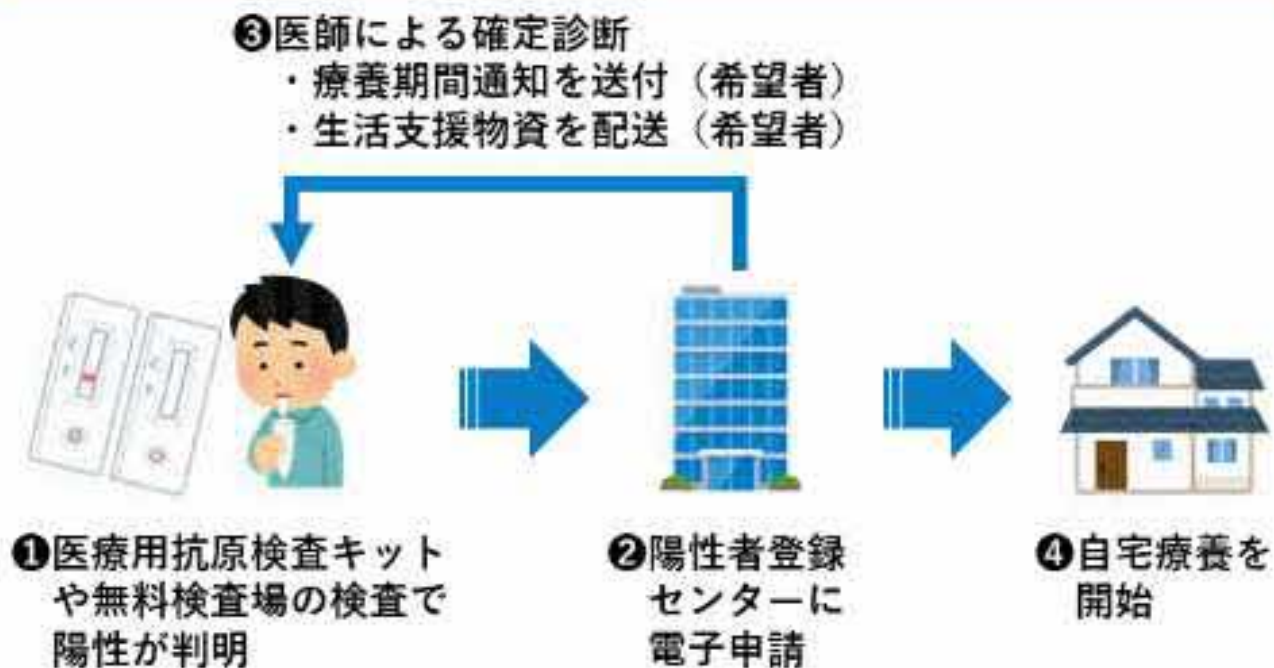 ❸医師による確定診断
・療養期間通知を送付（希望者）
・生活支援物資を配送（希望者）
❶医療用抗原検査キット
や無料検査場の検査で
陽性が判明
❷陽性者登録
センターに
電子申請
❹自宅療養を
開始